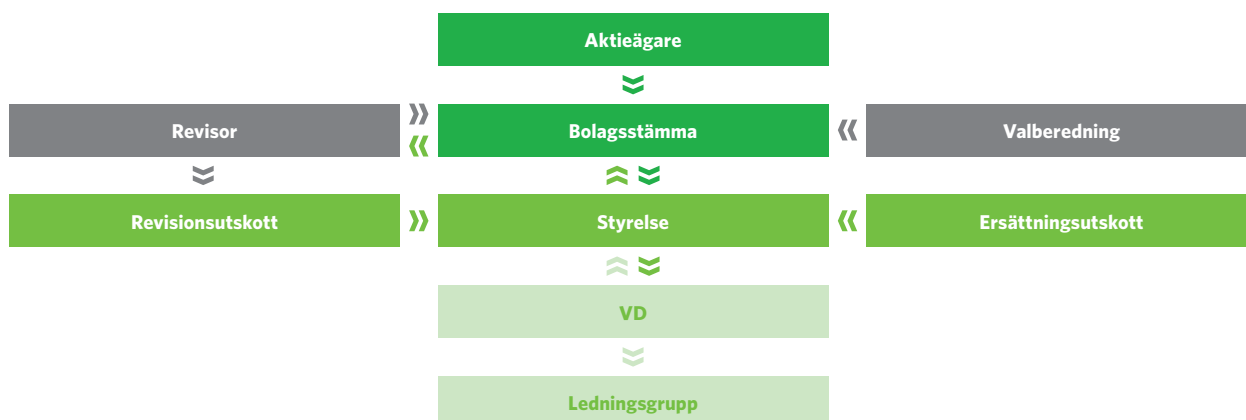 Aktieägare
Revisor
Bolagsstämma
Valberedning
Revisionsutskott
Styrelse
Ersättningsutskott
VD
Ledningsgrupp